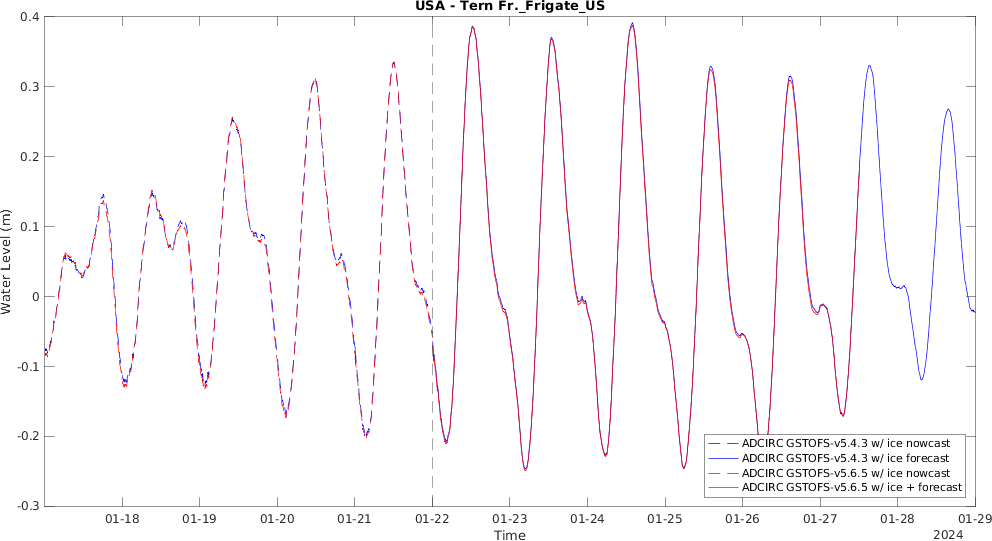 USA - Tern Fr._Frigate_US
Water Level (m)
0.4
0.3
0.2
0.1
0
-0.1
-0.2
-0.3
ADCIRC GSTOFS-v5.4.3 w/ ice nowcast
ADCIRC GSTOFS-v5.4.3 w/ ice forecast
ADCIRC GSTOFS-v5.6.5 w/ ice nowcast
ADCIRC GSTOFS-v5.6.5 w/ ice + forecast
01-18 01-19 01-20 01-21 01-22 01-23 01-24 01-25 01-26 01-27 01-28 01-29
Time
2024